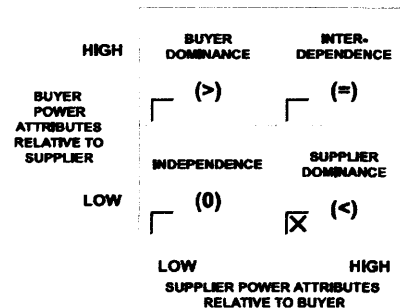 HIGH
BUYER
DOMINANCE
(>)
INTER-
DEPENDENCE
(=)
BUYER
POWER
ATTRIBUTES
RELATIVE TO
SUPPLIER
LOW
INDEPENDENCE
(0)
SUPPLIER
DOMINANCE
(<)
X
LOW
HIGH
SUPPLIER POWER ATTRIBUTES
RELATIVE TO BUYER